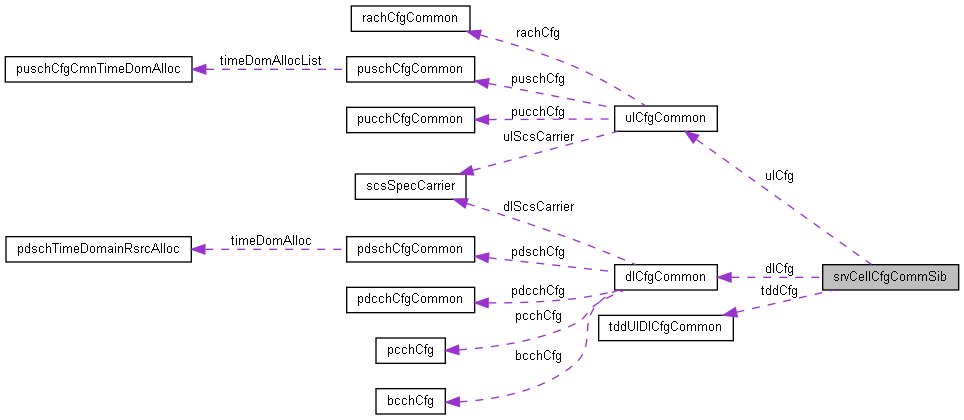 rachCfgCommon
rachCfg
timeDomAllocList
puschCfgCmnTimeDomAlloc
puschCfgCommon
puschCfg
pucchCfgCommon
pucchCfg
ulCfgCommon
ulScsCarrier
ulCfg
scsSpecCarrier
dlScsCarrier
timeDomAlloc
pdschTimeDomainRsrcAlloc
pdschCfgCommon
pdschCfg
dlCfgCommon
dlCfg
srvCellCfgCommSib
pdcchCfgCommon
pdcchCfg
tddCfg
tddUlDlCfgCommon
pcchCfg
pcchCfg
bcchCfg
bcchCfg